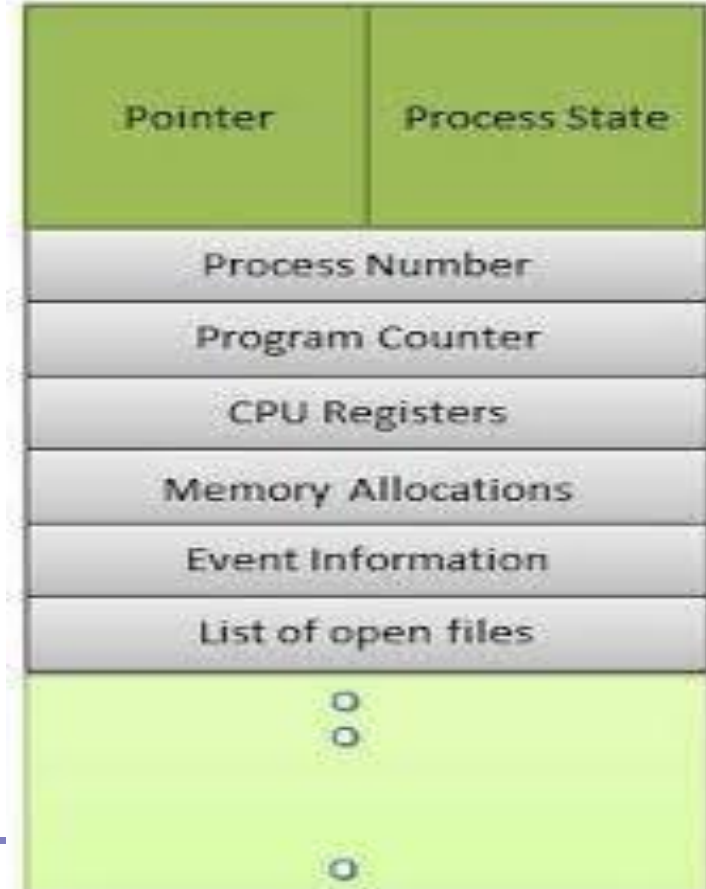 Pointer Process State
Process Number
Program Counter
CPU Registers
Memory Allocations
Event Information
List of open files